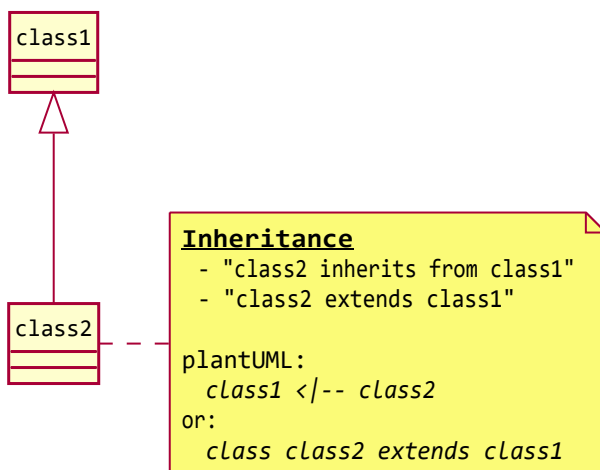 class1
class2
Inheritance
- "class2 inherits from class1"
- "class2 extends class1"
plantUML:
class1 <|-- class2
or:
class class2 extends class1